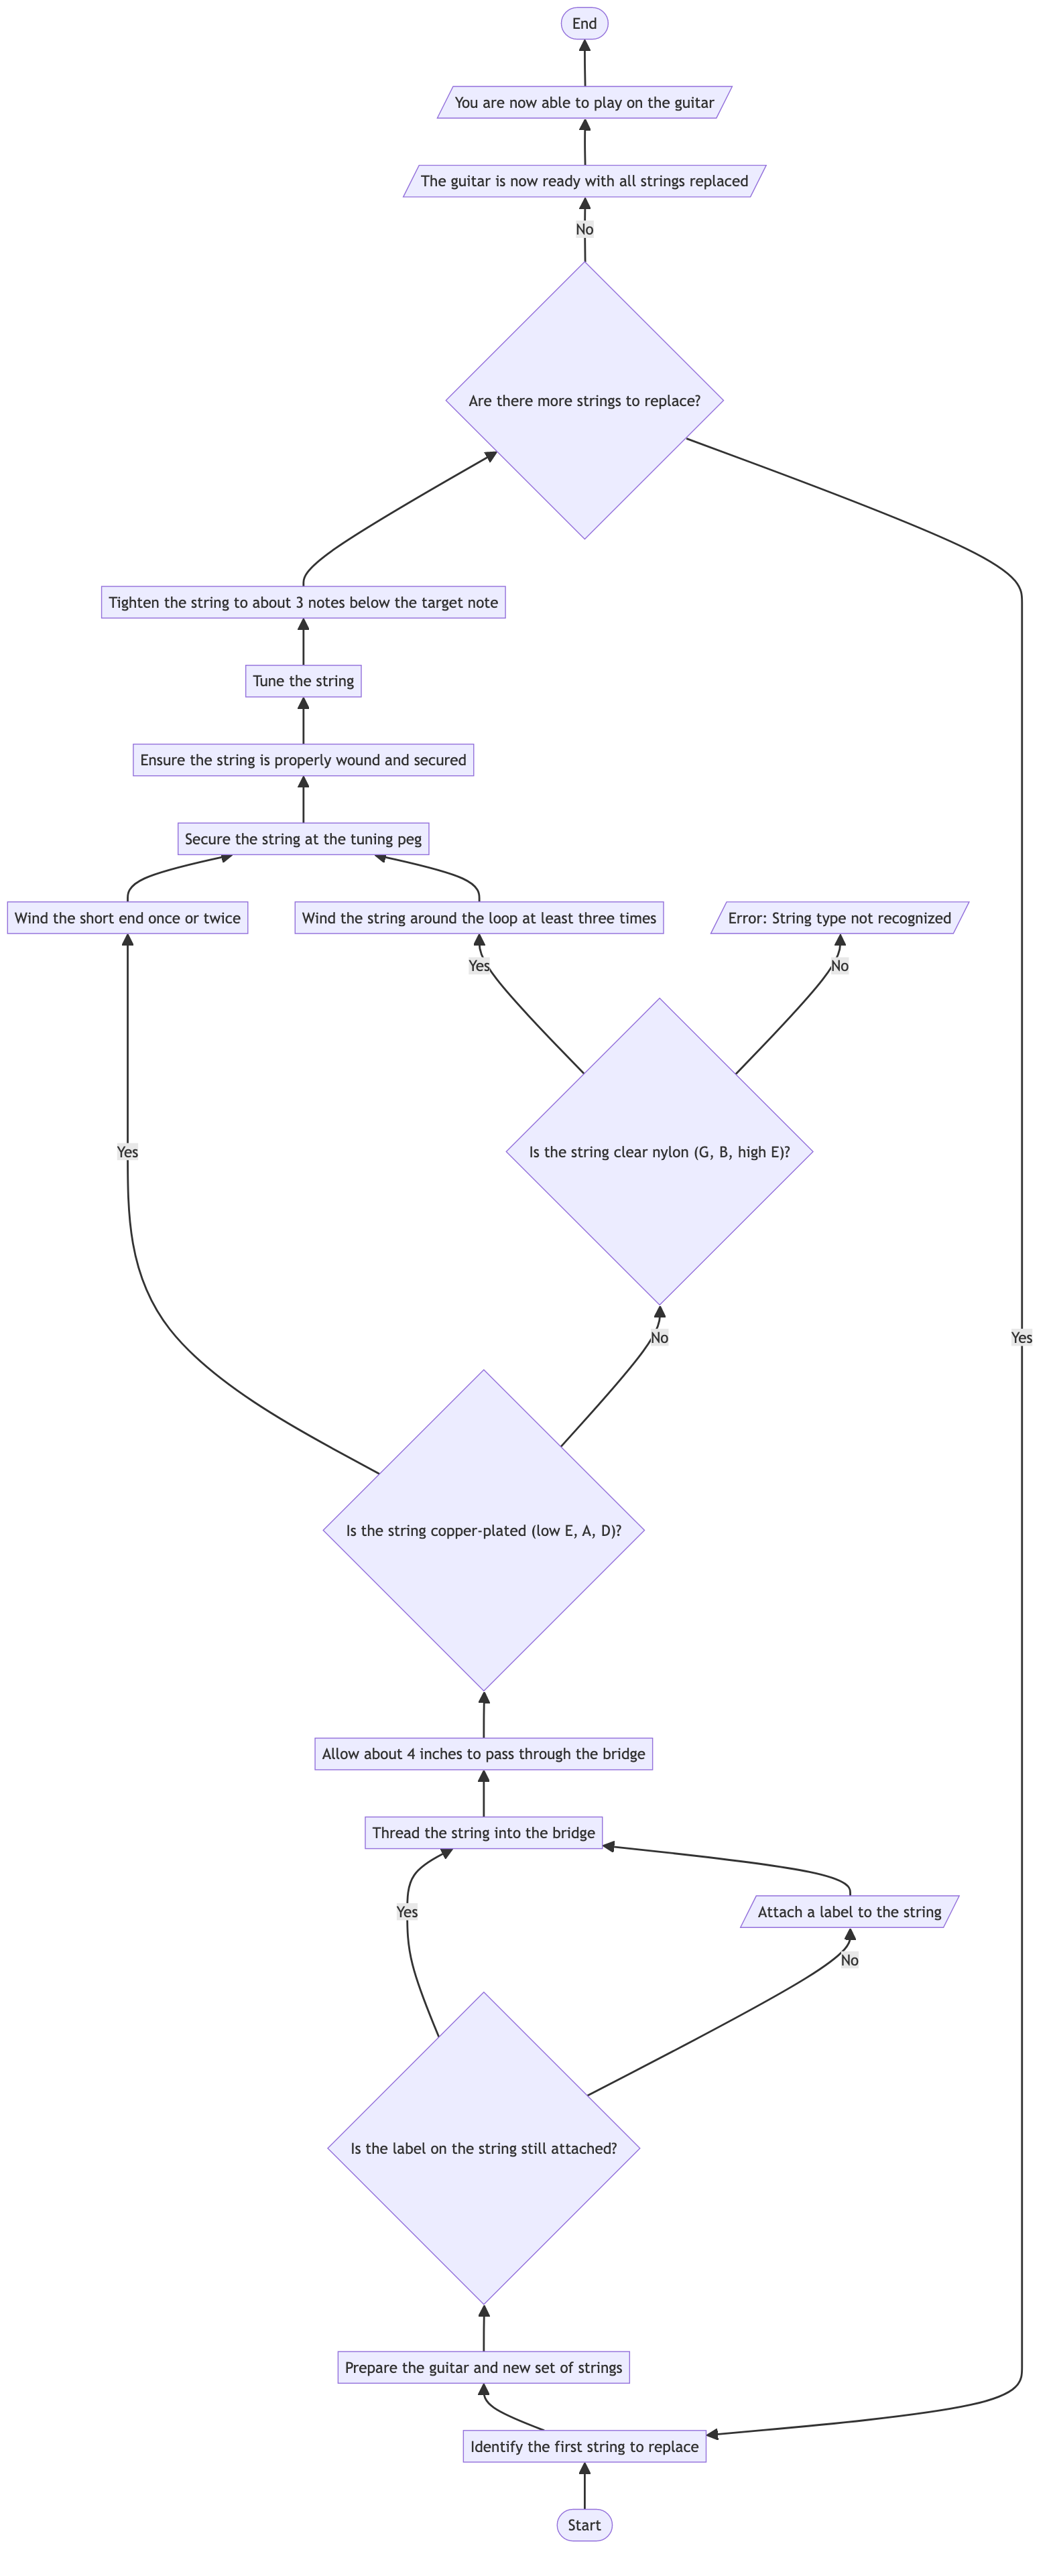 End
You are now able to play on the guitar
The guitar is now ready with all strings replaced
No
Are there more strings to replace?
Tighten the string to about 3 notes below the target note
Tune the string
Ensure the string is properly wound and secured
Secure the string at the tuning peg
Wind the short end once or twice
Wind the string around the loop at least three times
Error: String type not recognized
Yes
No
Yes
Is the string clear nylon (G, B, high E)?
No
Yes
Is the string copper-plated (low E, A, D)?
Allow about 4 inches to pass through the bridge
Thread the string into the bridge
Yes
Attach a label to the string
No
Is the label on the string still attached?
Prepare the guitar and new set of strings
Identify the first string to replace
Start